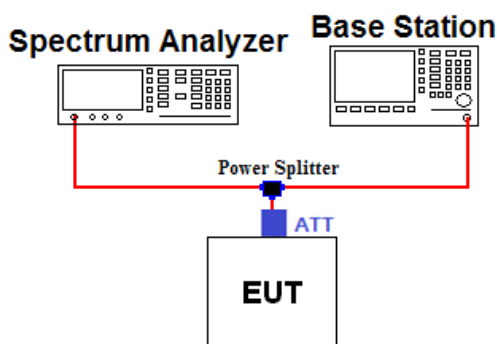 Spectrum Analyzer
Base Station
Power Splitter
ATT
EUT